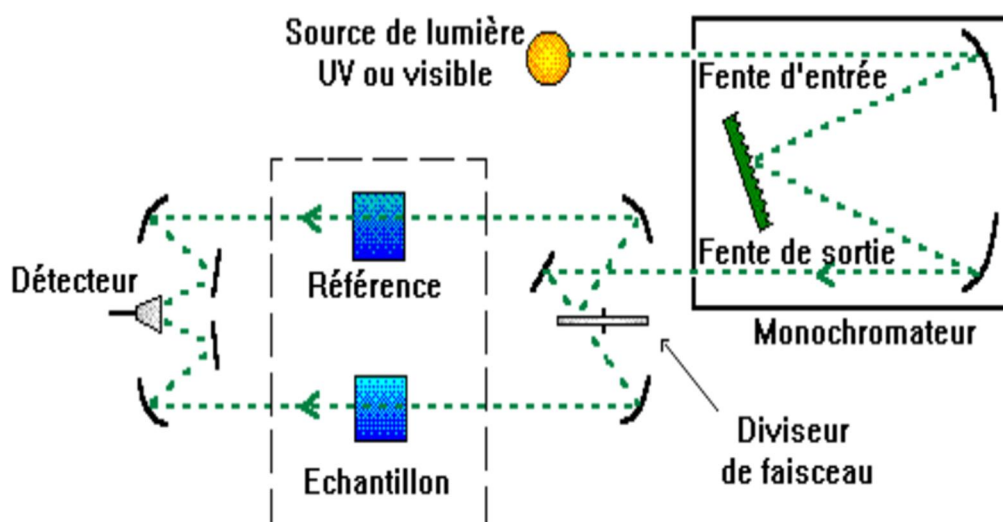 Source de lumière
UV ou visible
Fente d'entrée
Fente de sortie
Monochromateur
Détecteur
Référence
Echantillon
Diviseur
de faisceau